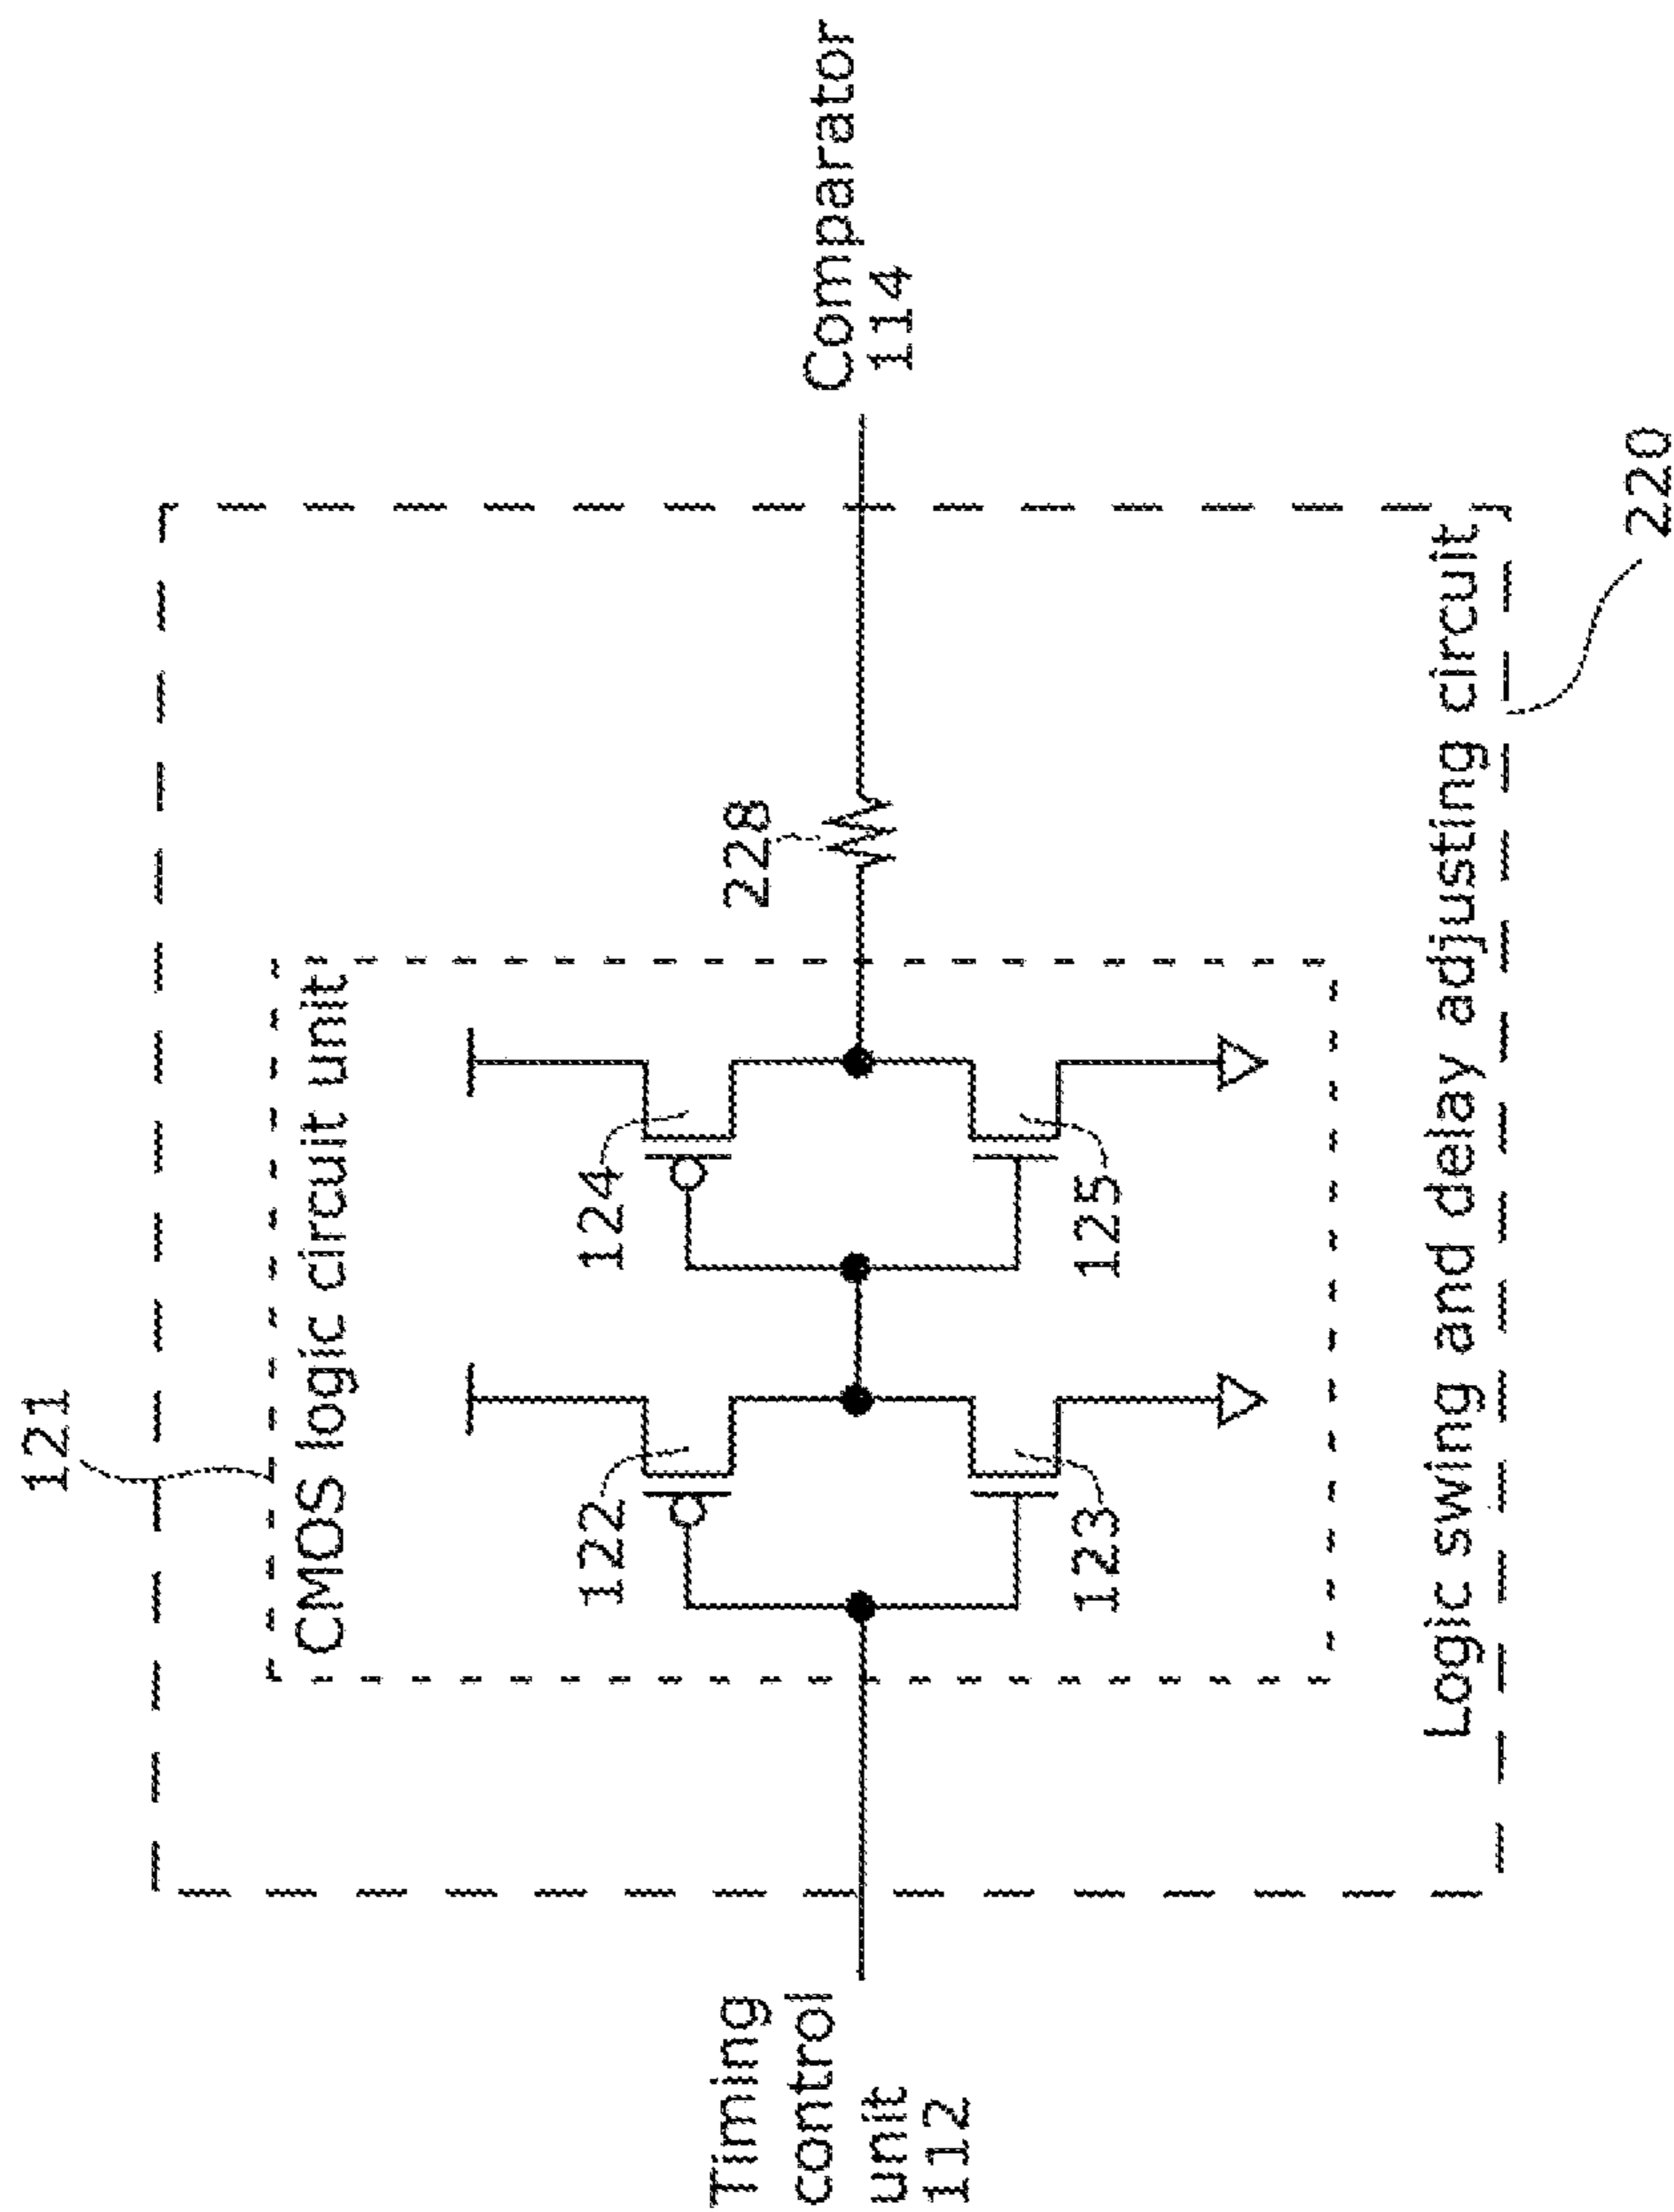 121
CMOS logic circuit unit
122
124
228
Timing
control
unit
112
Comparator
114
123
125
Logic swing and delay adjusting circuit
220